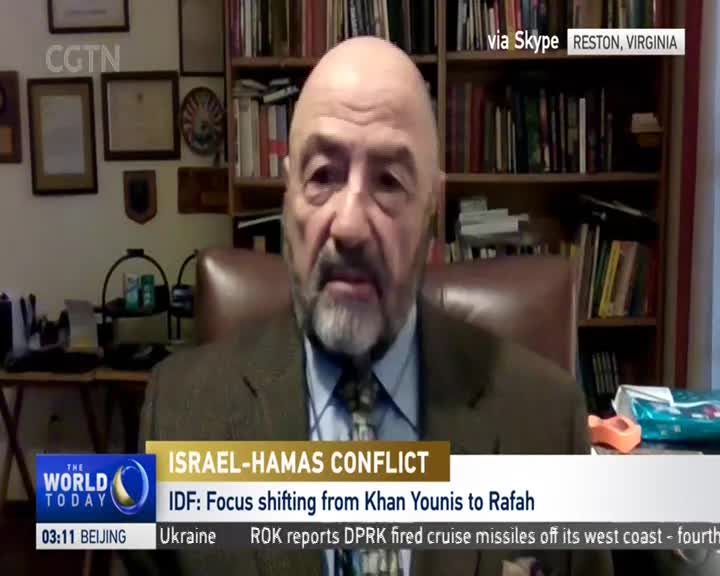 CGTN
via Skype
RESTON, VIRGINIA
ISRAEL-HAMAS CONFLICT
THE
WORLD
TODAY
IDF: Focus shifting from Khan Younis to Rafah
03:11 BEIJING
Ukraine ROK reports DPRK fired cruise missiles off its west coast - fourth